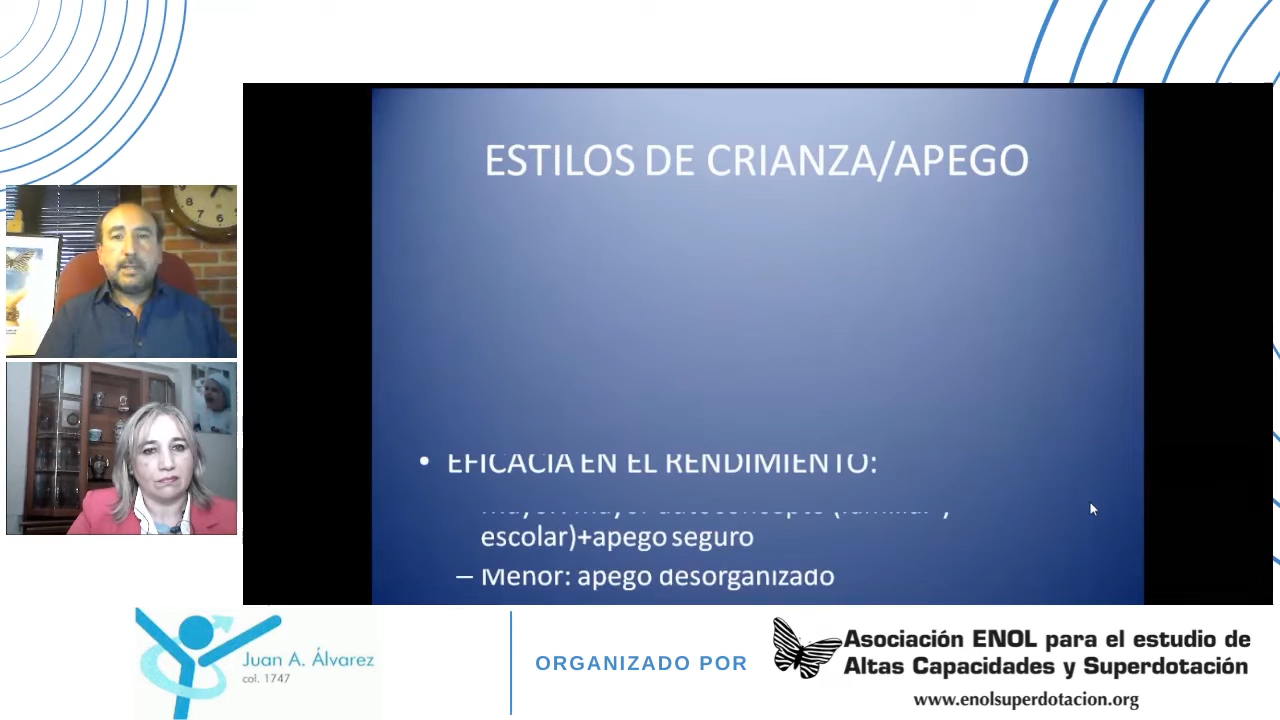 ESTILOS DE CRIANZA/APEGO
• EFICACIA EN EL RENDIMIENTO:
escolar)+apego seguro
– Menor: apego desorganizado
Juan A. Álvarez
col. 1747
ORGANIZADO POR
Asociación ENOL para el estudio de
Altas Capacidades y Superdotación
www.enolsuperdotacion.org